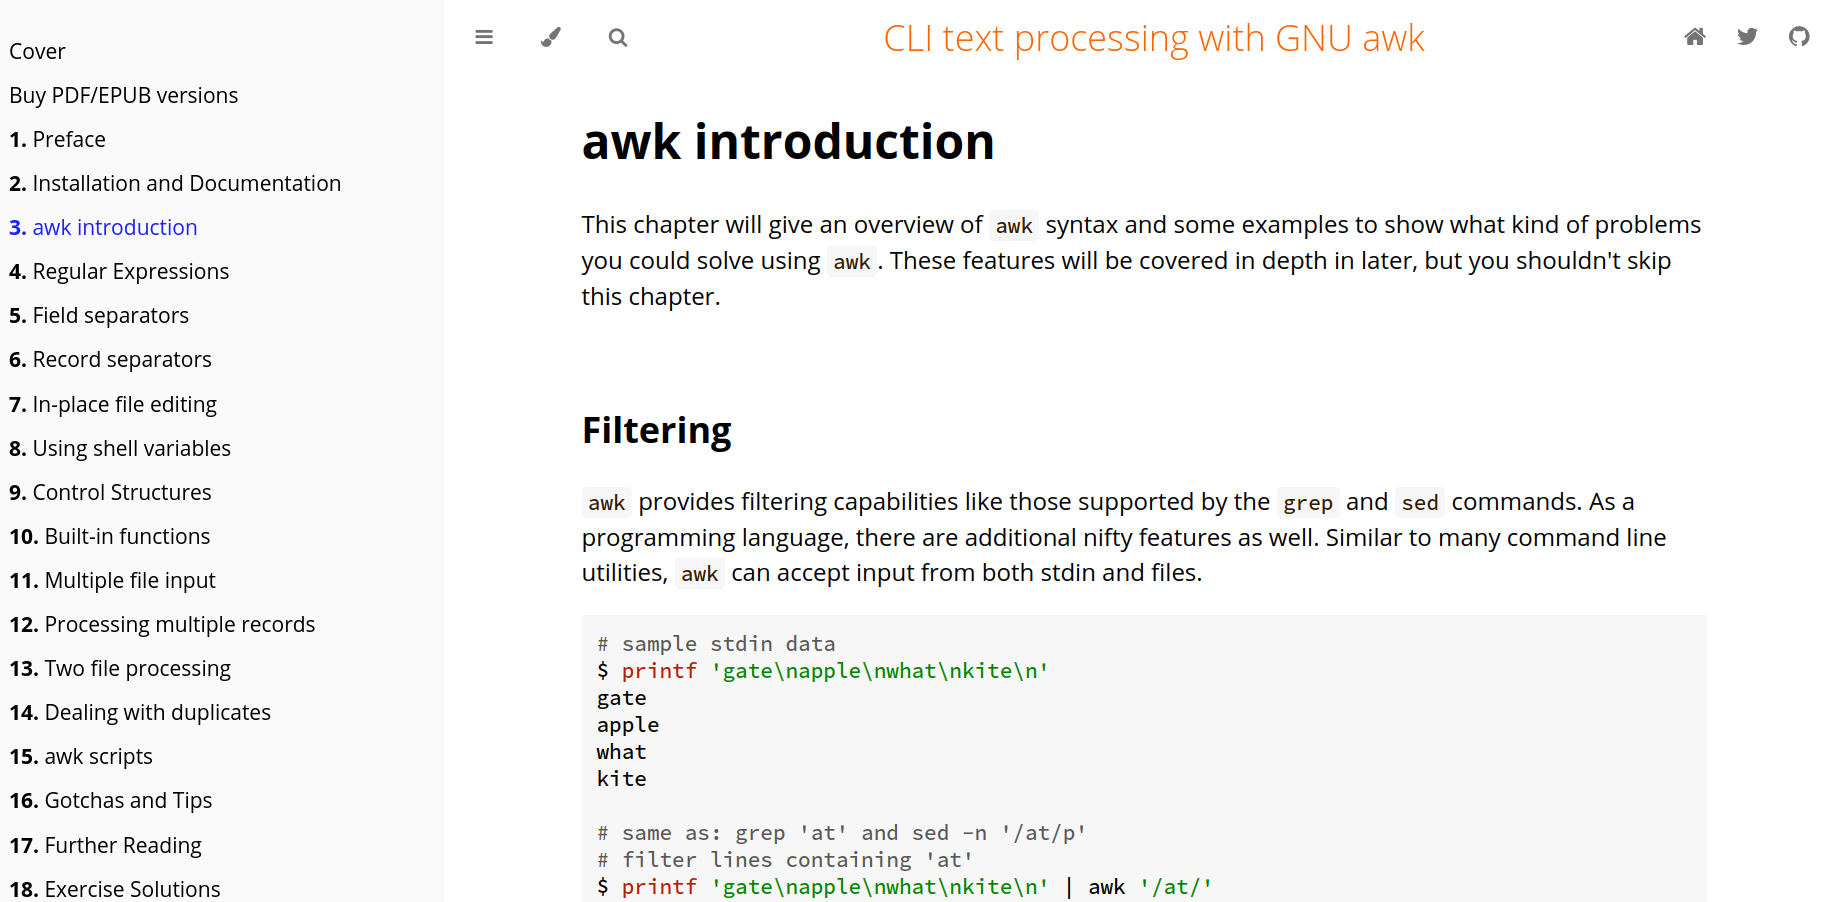 Cover
Buy PDF/EPUB versions
1. Preface
2. Installation and Documentation
3. awk introduction
4. Regular Expressions
5. Field separators
6. Record separators
7. In-place file editing
8. Using shell variables
9. Control Structures
10. Built-in functions
11. Multiple file input
12. Processing multiple records
13. Two file processing
14. Dealing with duplicates
15. awk scripts
16. Gotchas and Tips
17. Further Reading
18. Exercise Solutions
CLI text processing with GNU awk
awk introduction
This chapter will give an overview of awk syntax and some examples to show what kind of problems
you could solve using awk. These features will be covered in depth in later, but you shouldn't skip
this chapter.
Filtering
awk provides filtering capabilities like those supported by the grep and sed commands. As a
programming language, there are additional nifty features as well. Similar to many command line
utilities, awk can accept input from both stdin and files.
# sample stdin data
$ printf 'gate\napple\nwhat\nkite\n'
gate
apple
what
kite
# same as: grep 'at' and sed -n '/at/p'
# filter lines containing 'at'
$ printf 'gate\napple\nwhat\nkite\n' | awk '/at/'